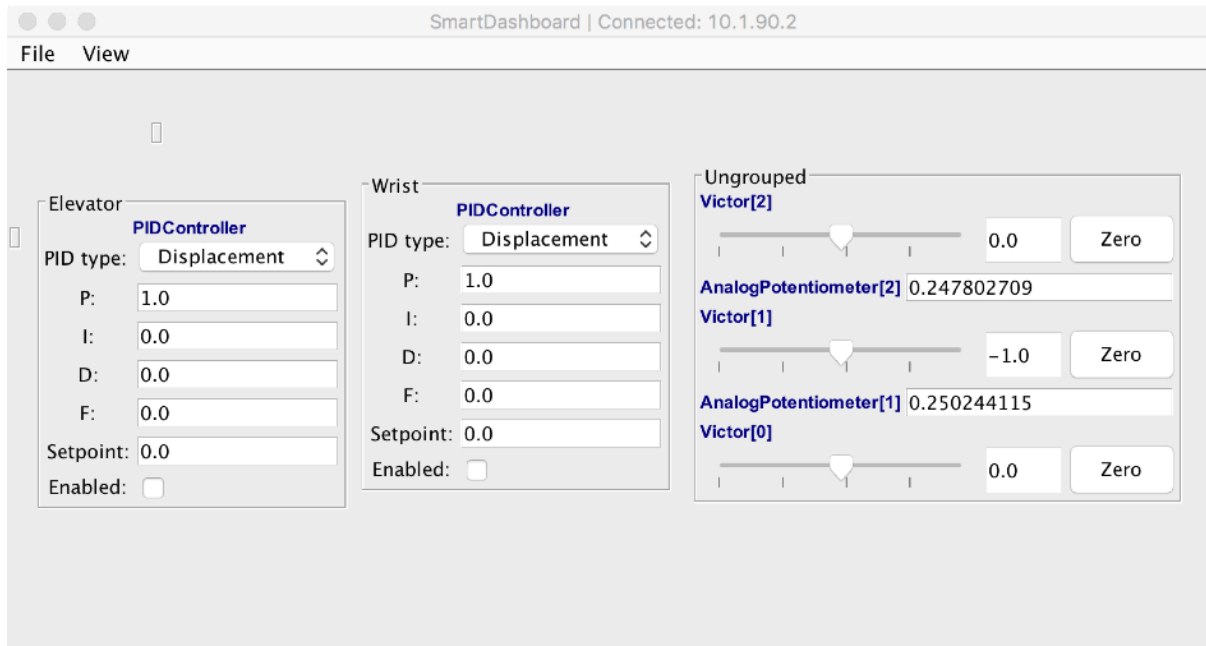 SmartDashboard | Connected: 10.1.90.2
File View
Elevator
PIDController
PID type: Displacement
P: 1.0
I: 0.0
D: 0.0
F: 0.0
Setpoint: 0.0
Enabled:
Wrist
PIDController
PID type: Displacement
P: 1.0
I: 0.0
D: 0.0
F: 0.0
Setpoint: 0.0
Enabled:
Ungrouped
Victor[2]
0.0 Zero
AnalogPotentiometer[2] 0.247802709
Victor[1]
-1.0 Zero
AnalogPotentiometer[1] 0.250244115
Victor[0]
0.0 Zero